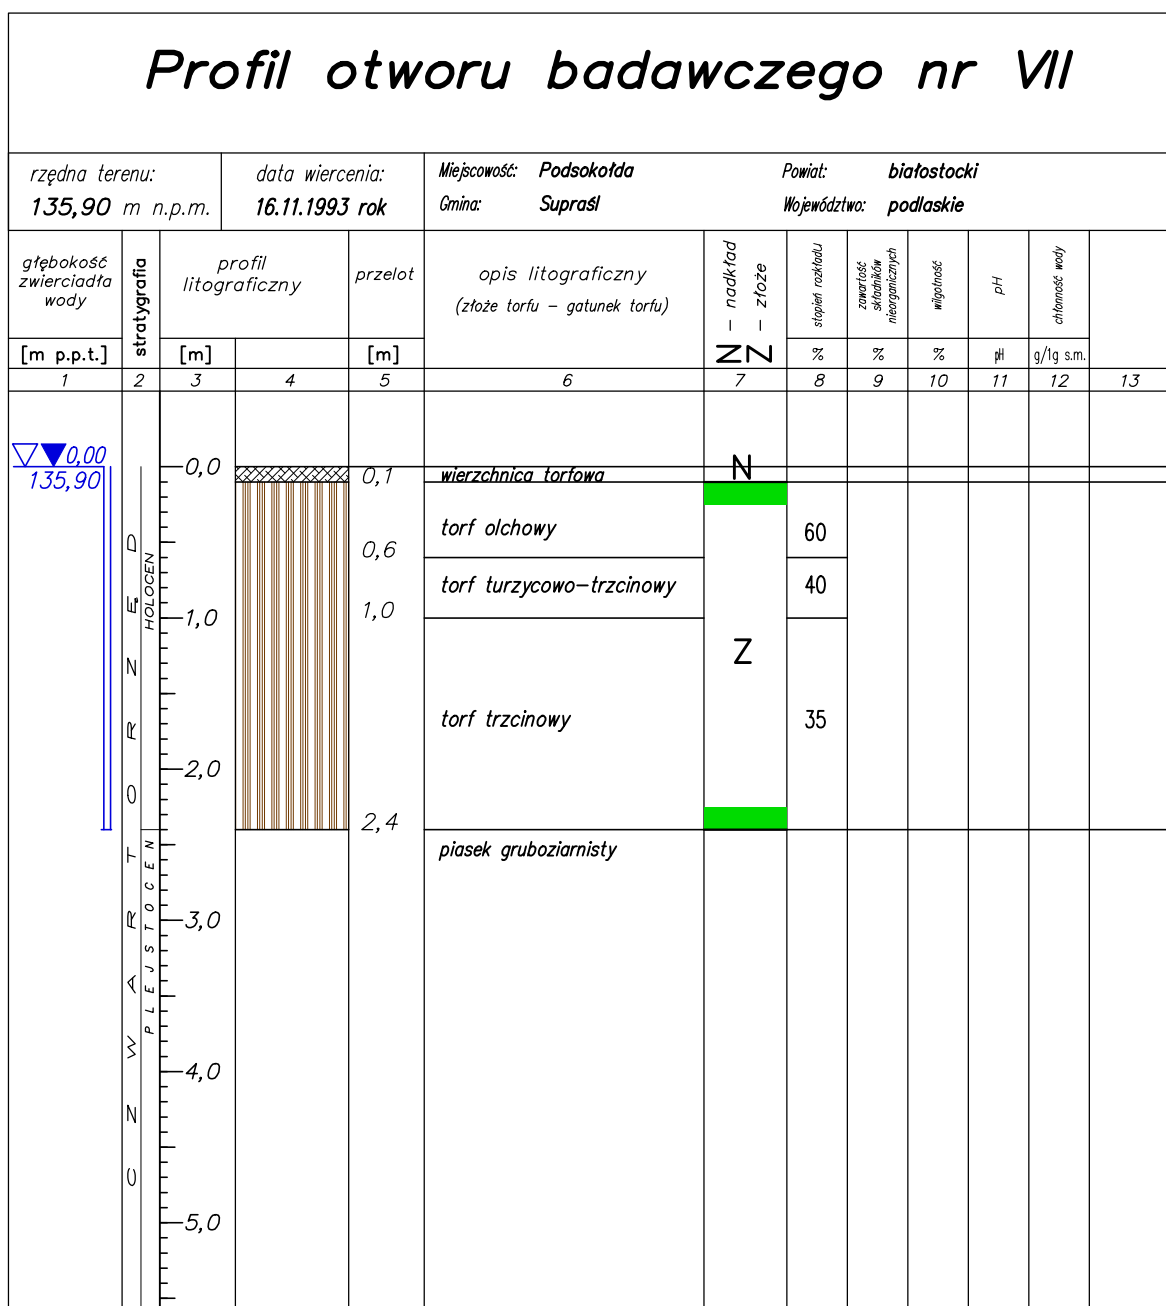 Profil otworu badawczego nr VII
rzędna terenu:
135,90 m n.p.m.
data wiercenia:
16.11.1993 rok
Miejscowość: Podsokołda
Powiat: białostocki
Gmina: Supraśl
Województwo: podlaskie
głębokość
zwierciadła
wody
[m p.p.t.]
stratygrafia
profil
litograficzny
[m]
przelot
[m]
opis litograficzny
(złoże torfu – gatunek torfu)
N – nadkład
Z – złoże
stopień rozkładu
%
zawartość
składników
nieorganicznych
%
wilgotność
%
pH
pH
chłonność wody
g/1g s.m.
1 2 3 4 5 6 7 8 9 10 11 12 13
0,00
135,90
CZWARTORZĘD
HOLOCEN
PLEJSTOCEN
0,0
1,0
2,0
3,0
4,0
5,0
0,1
0,6
1,0
2,4
wierzchnica torfowa
N
torf olchowy
60
torf turzycowo–trzcinowy
40
Z
torf trzcinowy
35
piasek gruboziarnisty